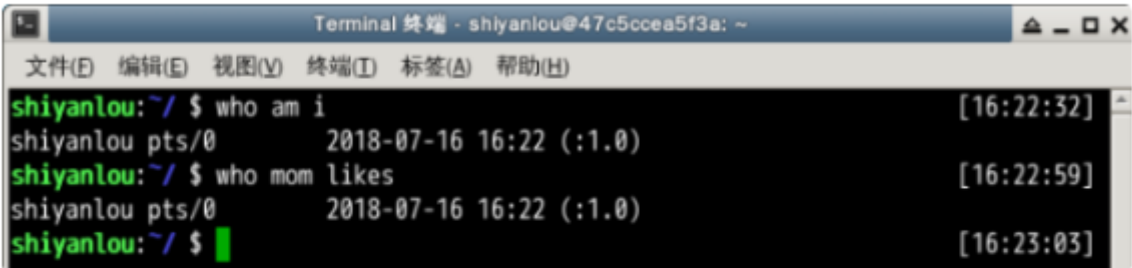 Terminal 终端 - shiyanlou@47c5ccea5f3a: ~
文件(F) 编辑(E) 视图(V) 终端(T) 标签(A) 帮助(H)
shiyanlou:~/ $ who am i [16:22:32]
shiyanlou pts/0 2018-07-16 16:22 (:1.0)
shiyanlou:~/ $ who mom likes [16:22:59]
shiyanlou pts/0 2018-07-16 16:22 (:1.0)
shiyanlou:~/ $ [16:23:03]